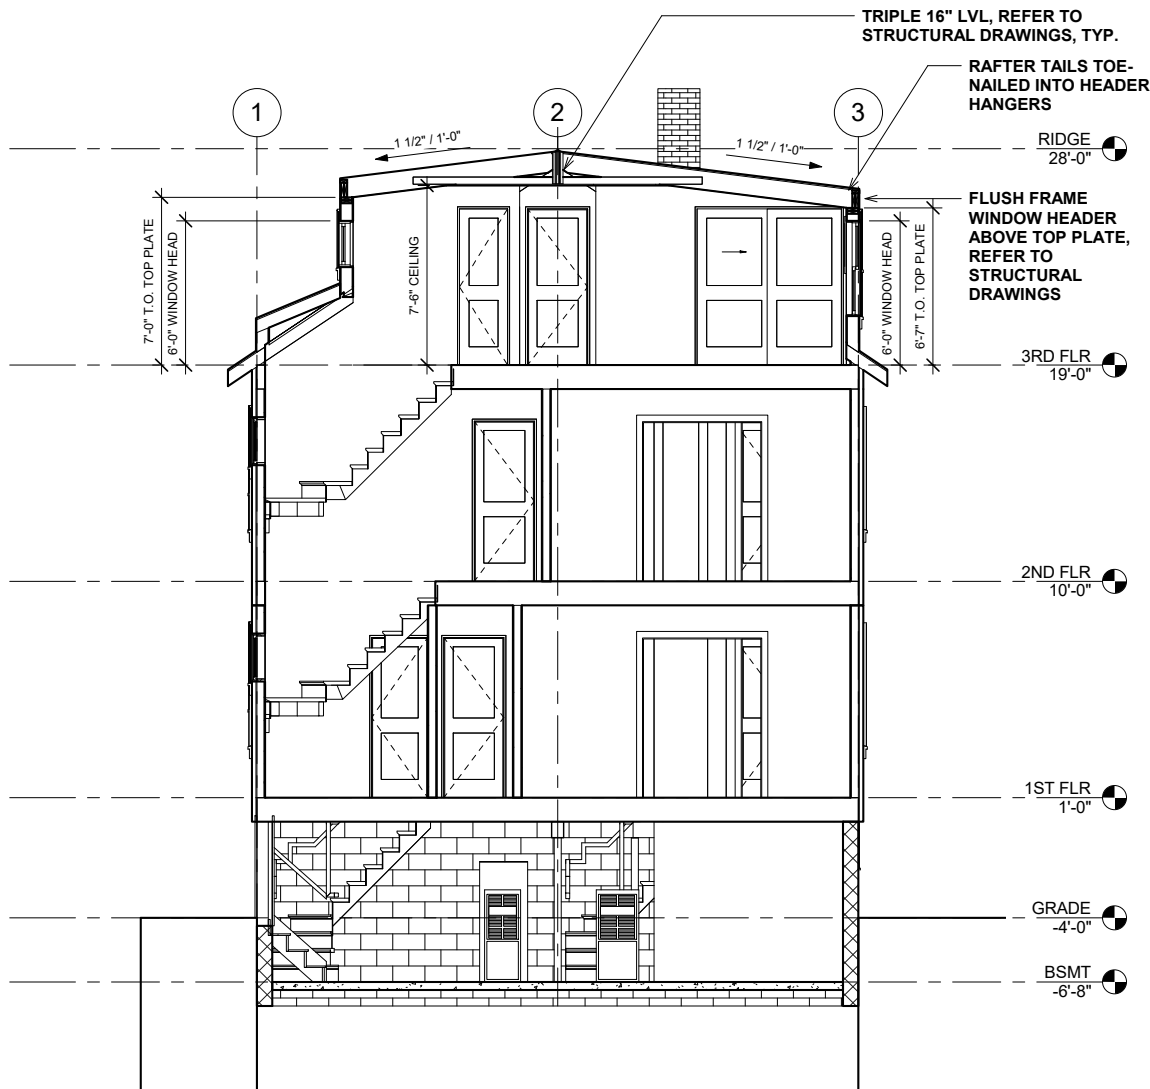 TRIPLE 16" LVL, REFER TO
STRUCTURAL DRAWINGS, TYP.
RAFTER TAILS TOE-
NAILED INTO HEADER
HANGERS
1
2
3
1 1/2" / 1'-0"
1 1/2" / 1'-0"
RIDGE
28'-0"
FLUSH FRAME
WINDOW HEADER
ABOVE TOP PLATE,
REFER TO
STRUCTURAL
DRAWINGS
7'-0" T.O. TOP PLATE
6'-0" WINDOW HEAD
7'-6" CEILING
6'-0" WINDOW HEAD
6'-7" T.O. TOP PLATE
3RD FLR
19'-0"
2ND FLR
10'-0"
1ST FLR
1'-0"
GRADE
-4'-0"
BSMT
-6'-8"